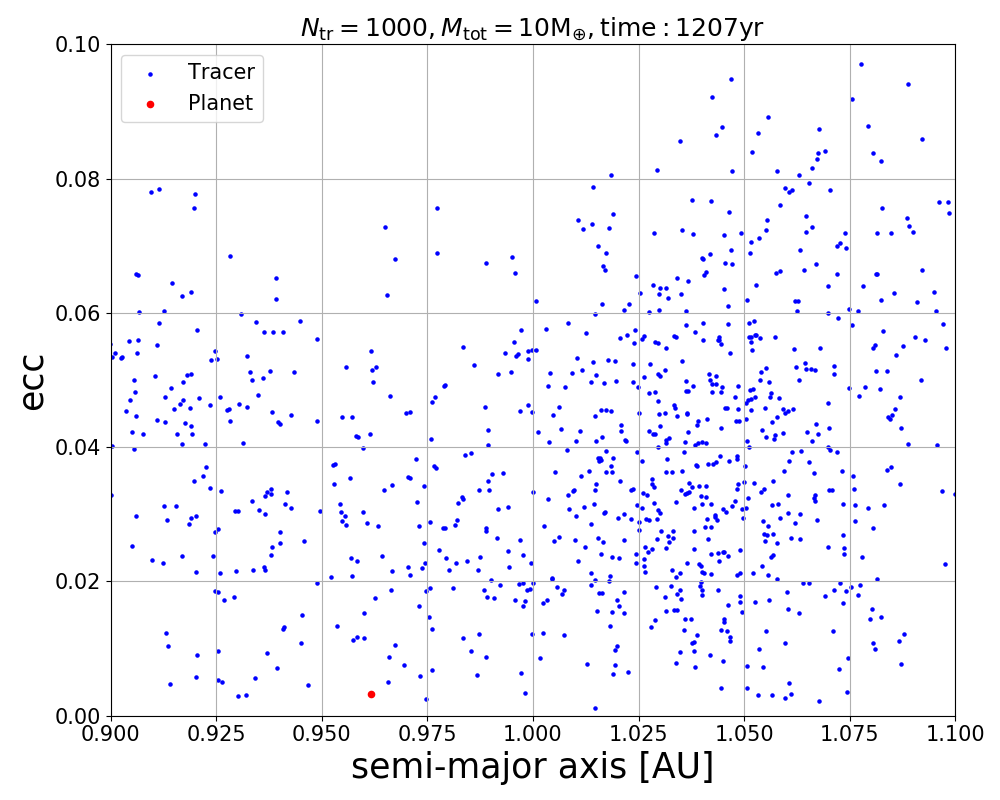 N_tr = 1000, M_tot = 10M_⊕, time : 1207yr
Tracer
Planet
ecc
0.10
0.08
0.06
0.04
0.02
0.00
0.900 0.925 0.950 0.975 1.000 1.025 1.050 1.075 1.100
semi-major axis [AU]